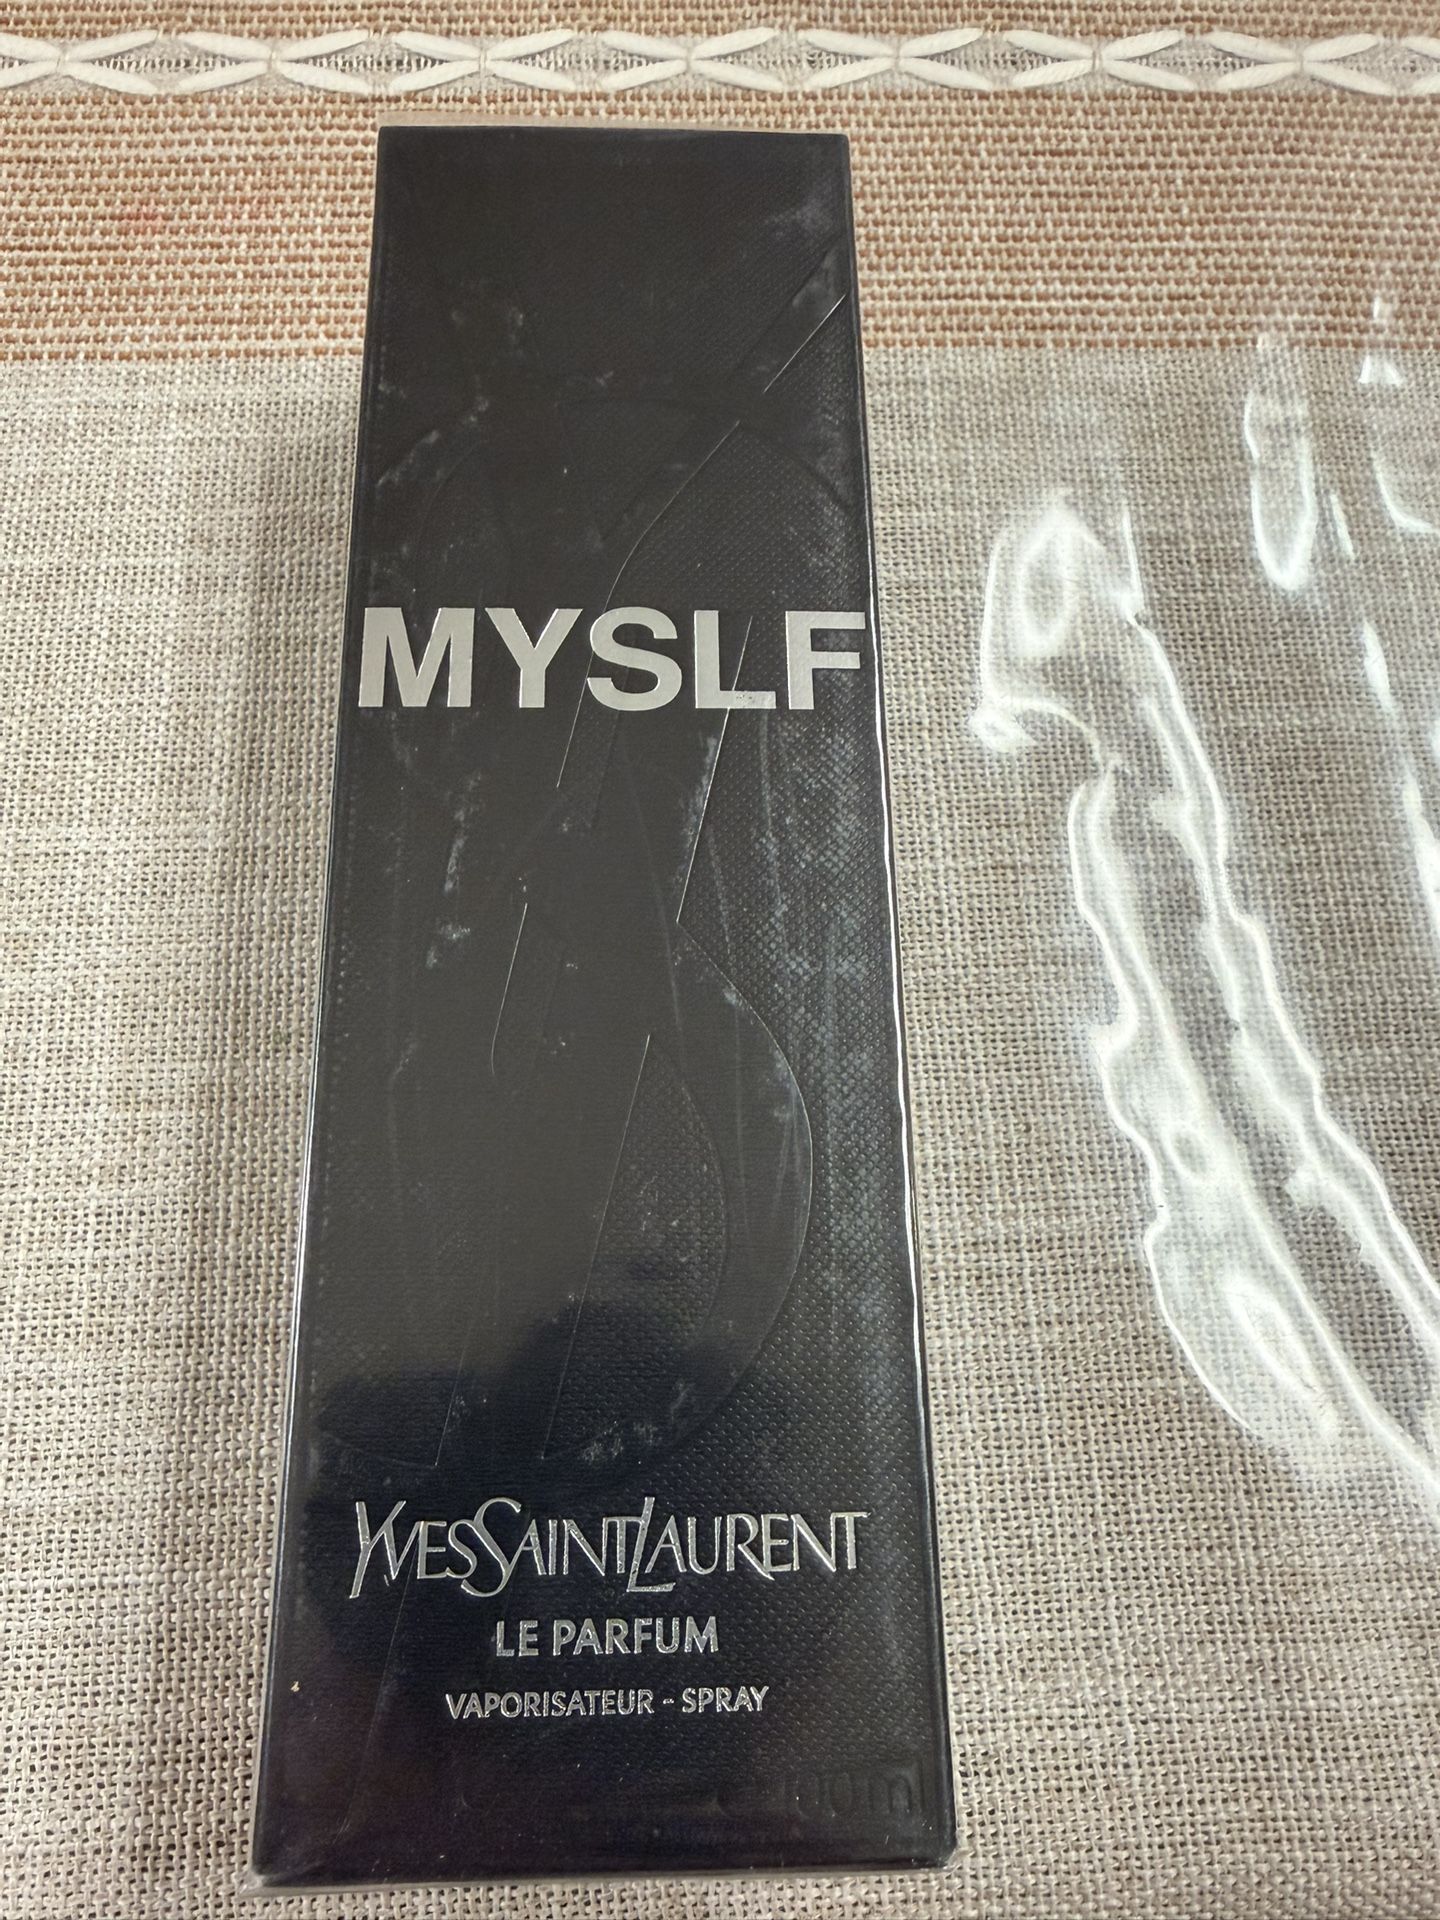 MYSLF
YVESSAINTLAURENT
LE PARFUM
VAPORISATEUR - SPRAY